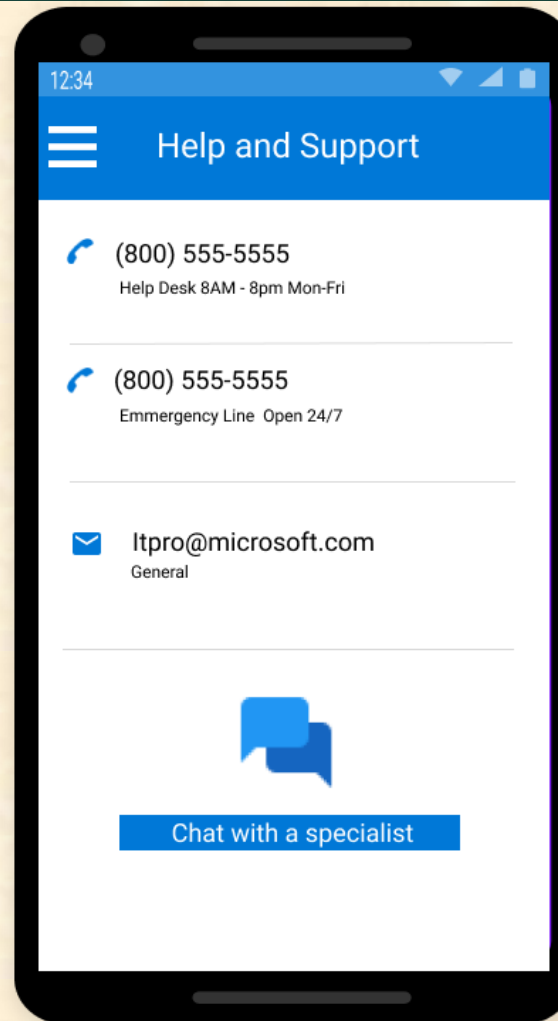 12:34
Help and Support
(800) 555-5555
Help Desk 8AM - 8pm Mon-Fri
(800) 555-5555
Emmergency Line Open 24/7
Itpro@microsoft.com
General
Chat with a specialist